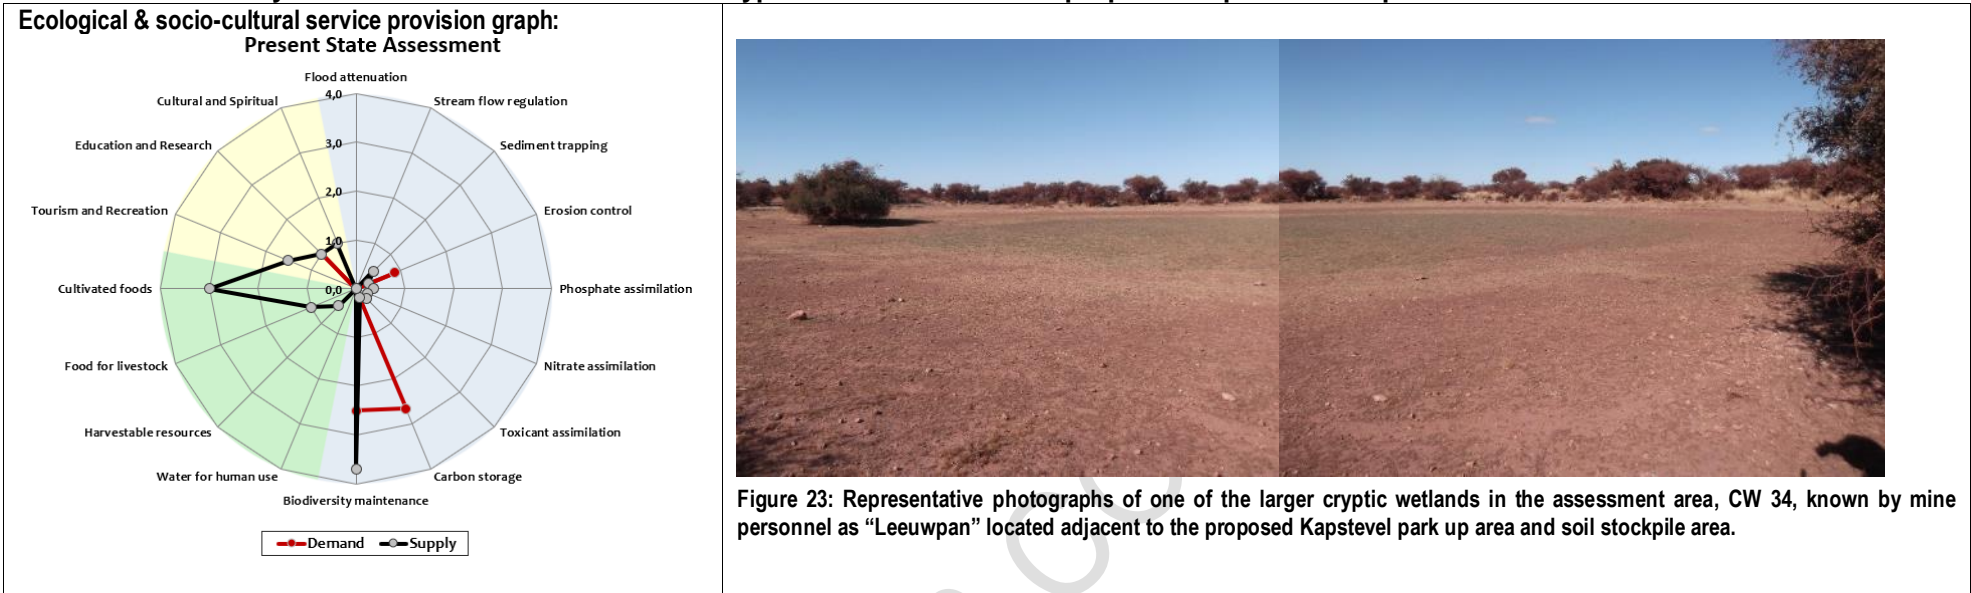 Ecological & socio-cultural service provision graph:
Present State Assessment
Flood attenuation
Cultural and Spiritual
4,0
Stream flow regulation
Education and Research
3,0
Sediment trapping
2,0
Tourism and Recreation
Erosion control
1,0
Cultivated foods
0,0
Phosphate assimilation
Food for livestock
Nitrate assimilation
Harvestable resources
Toxicant assimilation
Water for human use
Carbon storage
Biodiversity maintenance
Demand Supply
Figure 23: Representative photographs of one of the larger cryptic wetlands in the assessment area, CW 34, known by mine
personnel as “Leeuwpan” located adjacent to the proposed Kapstevel park up area and soil stockpile area.